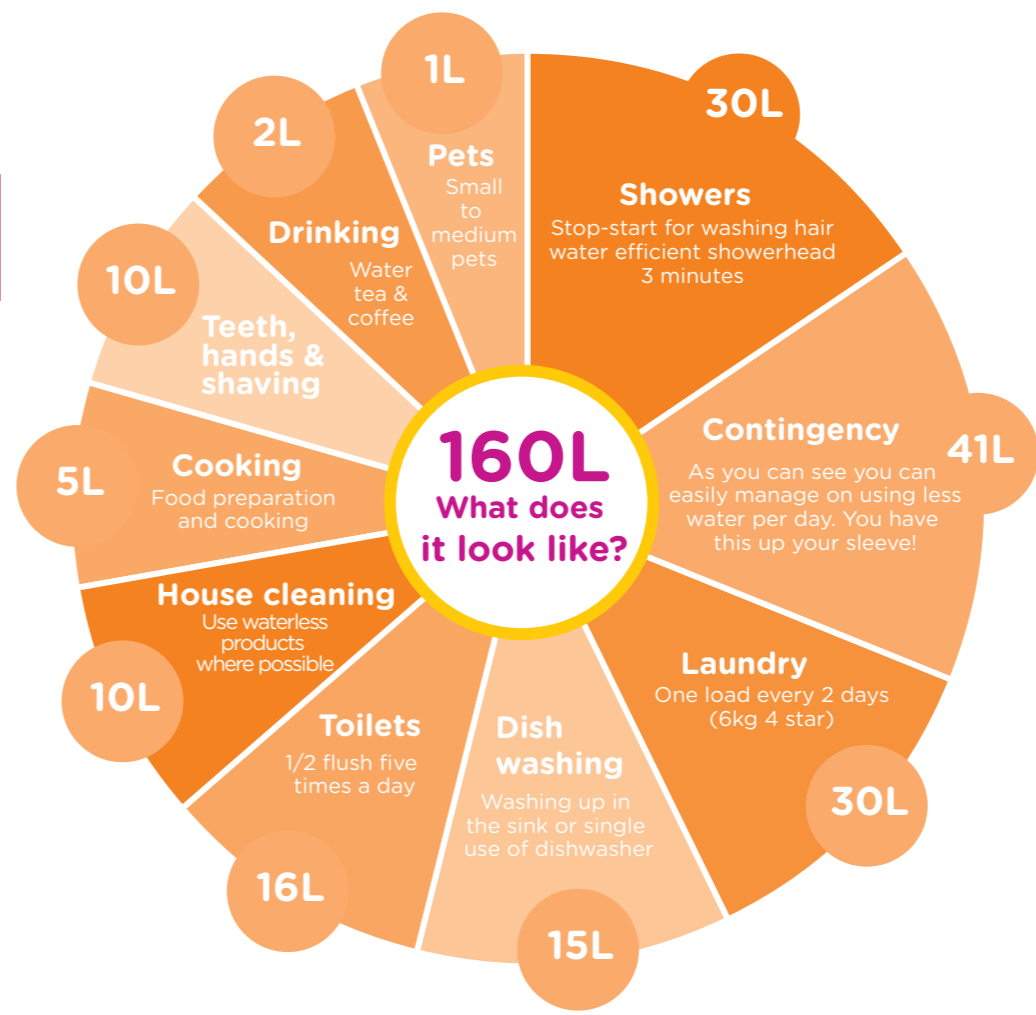 160L
What does
it look like?
30L
Showers
Stop-start for washing hair
water efficient showerhead
3 minutes
41L
Contingency
As you can see you can
easily manage on using less
water per day. You have
this up your sleeve!
Laundry
One load every 2 days
(6kg 4 star)
30L
Dish
washing
Washing up in
the sink or single
use of dishwasher
15L
Toilets
1/2 flush five
times a day
16L
House cleaning
Use waterless
products
where possible
10L
5L
Cooking
Food preparation
and cooking
10L
Teeth,
hands &
shaving
2L
Drinking
Water
tea &
coffee
1L
Pets
Small
to
medium
pets